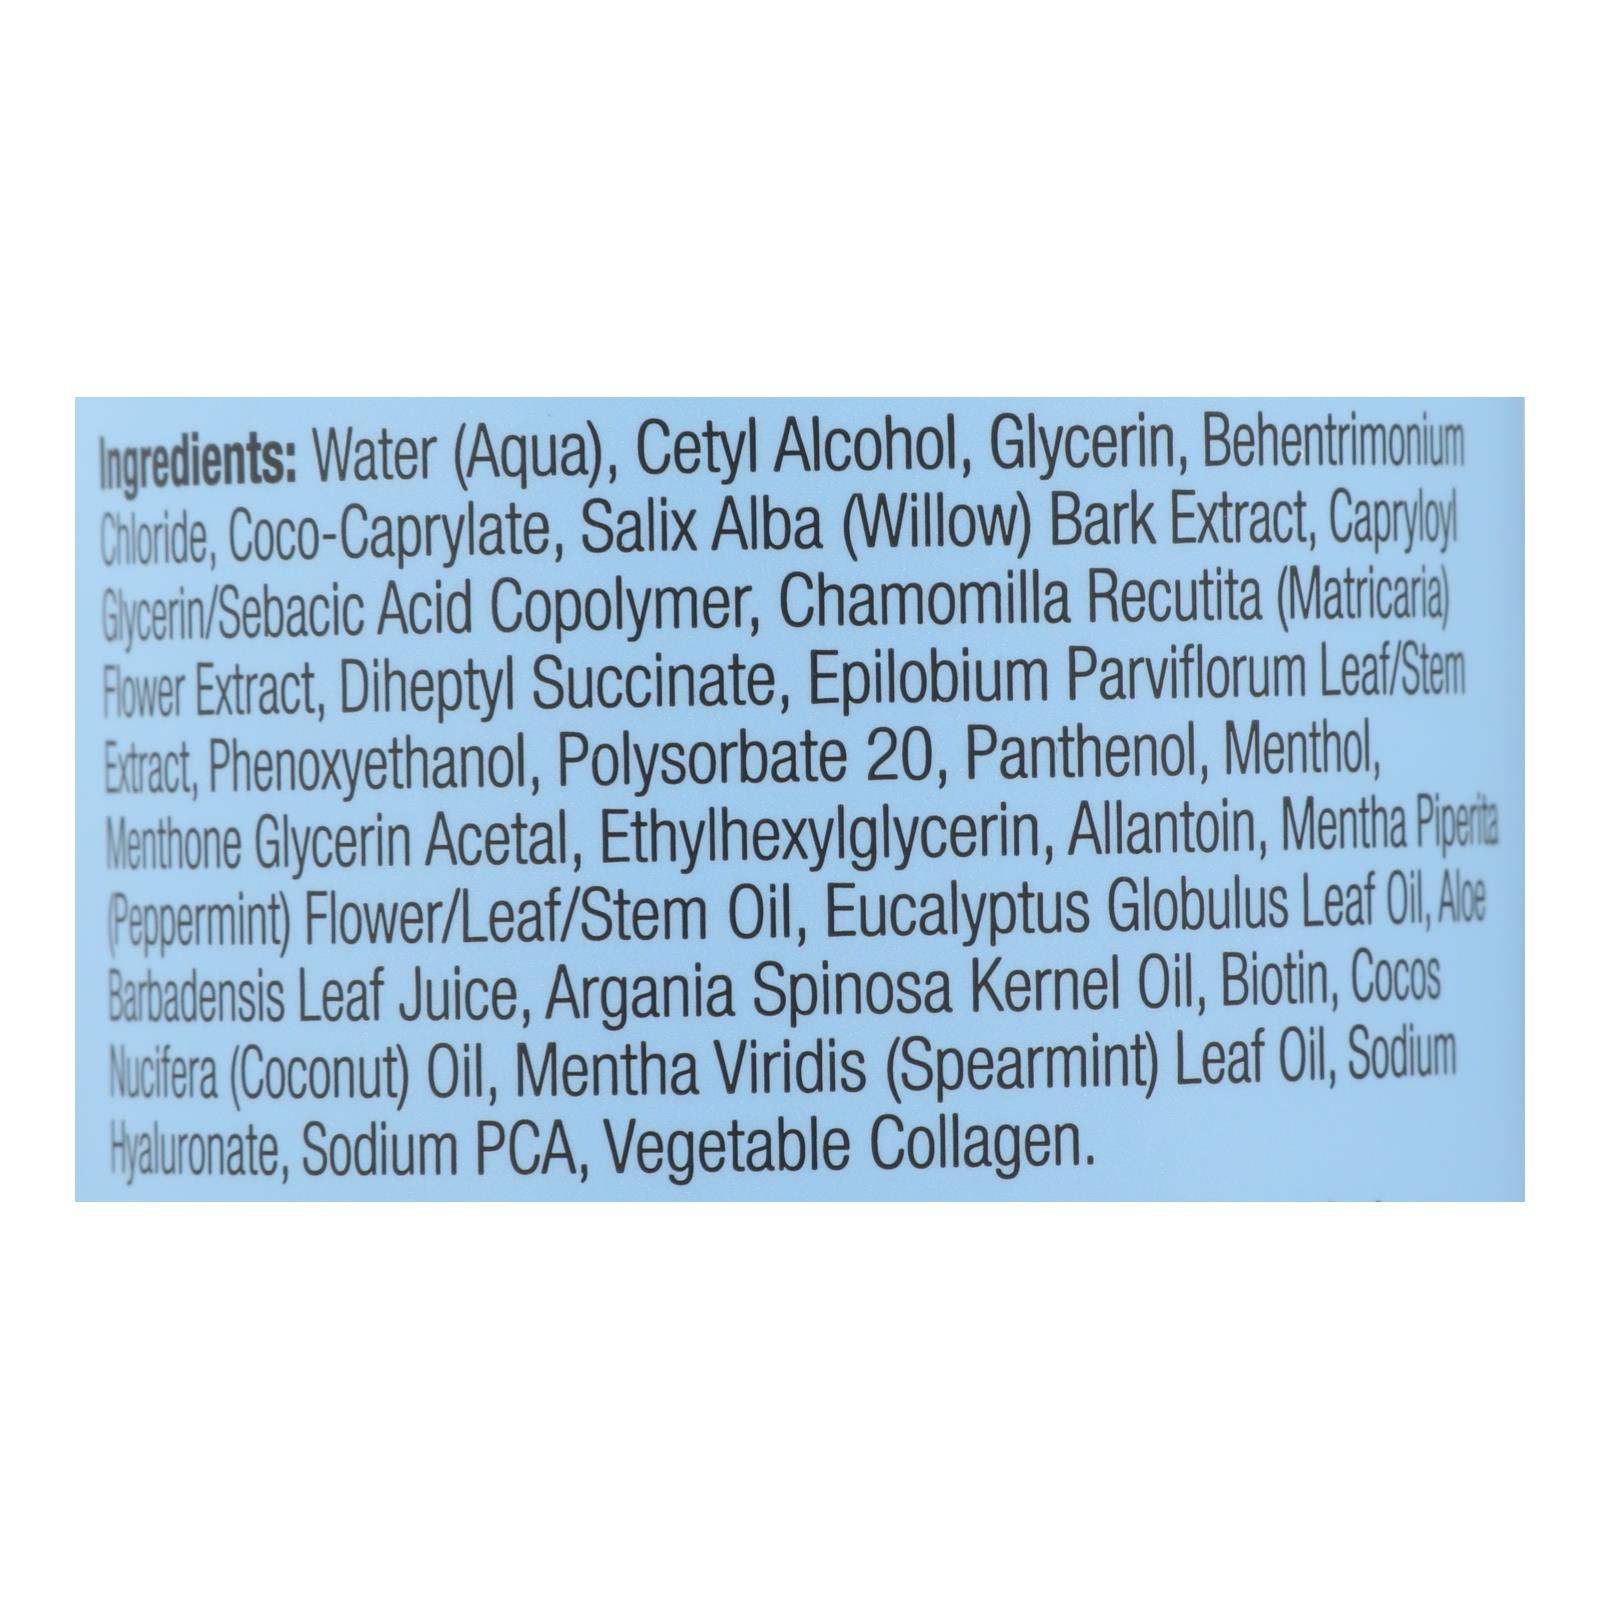 Ingredients: Water (Aqua), Cetyl Alcohol, Glycerin, Behentrimonium
Chloride, Coco-Caprylate, Salix Alba (Willow) Bark Extract, Capryloyl
Glycerin/Sebacic Acid Copolymer, Chamomilla Recutita (Matricaria)
Flower Extract, Diheptyl Succinate, Epilobium Parviflorum Leaf/Stem
Extract, Phenoxyethanol, Polysorbate 20, Panthenol, Menthol,
Menthone Glycerin Acetal, Ethylhexylglycerin, Allantoin, Mentha Piperita
(Peppermint) Flower/Leaf/Stem Oil, Eucalyptus Globulus Leaf Oil, Aloe
Barbadensis Leaf Juice, Argania Spinosa Kernel Oil, Biotin, Cocos
Nucifera (Coconut) Oil, Mentha Viridis (Spearmint) Leaf Oil, Sodium
Hyaluronate, Sodium PCA, Vegetable Collagen.